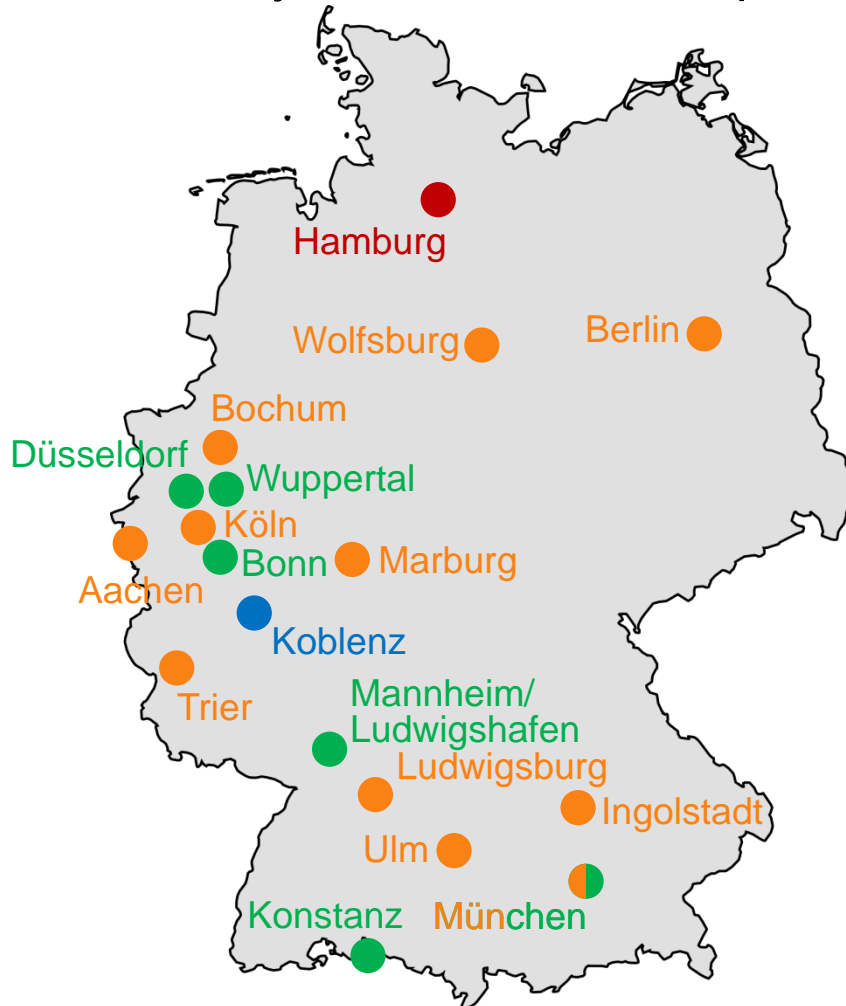 Hamburg
Wolfsburg
Berlin
Bochum
Düsseldorf
Wuppertal
Köln
Bonn
Marburg
Aachen
Koblenz
Trier
Mannheim/
Ludwigshafen
Ludwigsburg
Ingolstadt
Ulm
München
Konstanz